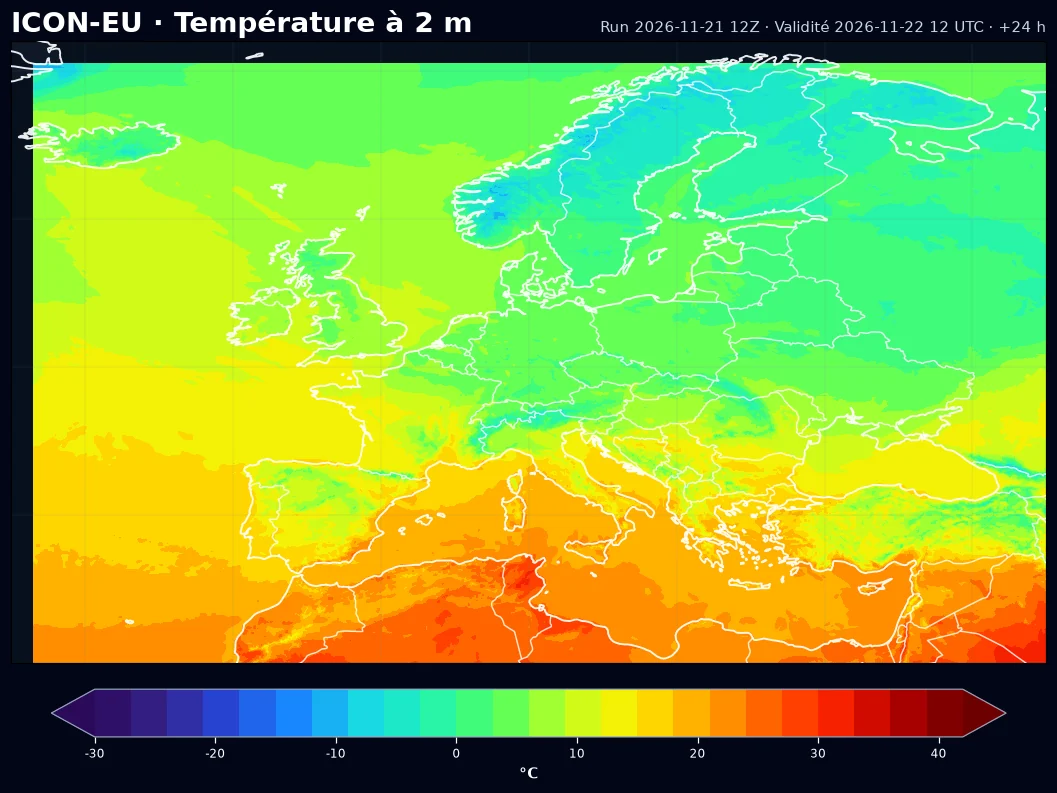 ICON-EU · Température à 2 m
Run 2026-11-21 12Z · Validité 2026-11-22 12 UTC · +24 h
-30 -20 -10 0 10 20 30 40
°C